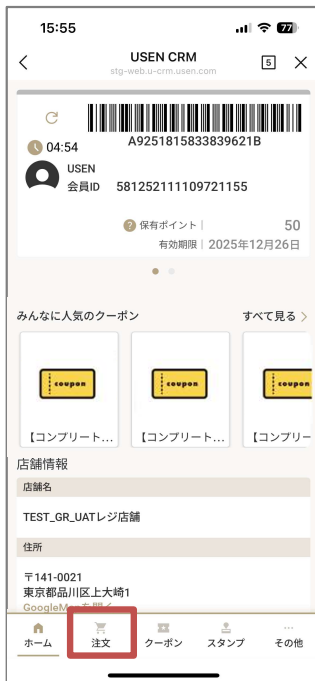 15:55
77
USEN CRM
stg-web.u-crm.usen.com
5
04:54
A9251815833839621B
USEN
会員ID 581252111109721155
保有ポイント 50
有効期限 2025年12月26日
みんなに人気のクーポン すべて見る
coupon coupon coupon
【コンプリート... 【コンプリート... 【コンプリー
店舗情報
店舗名
TEST_GR_UATレジ店舗
住所
〒141-0021
東京都品川区上大崎1
GoogleMapを開く
ホーム 注文 クーポン スタンプ その他